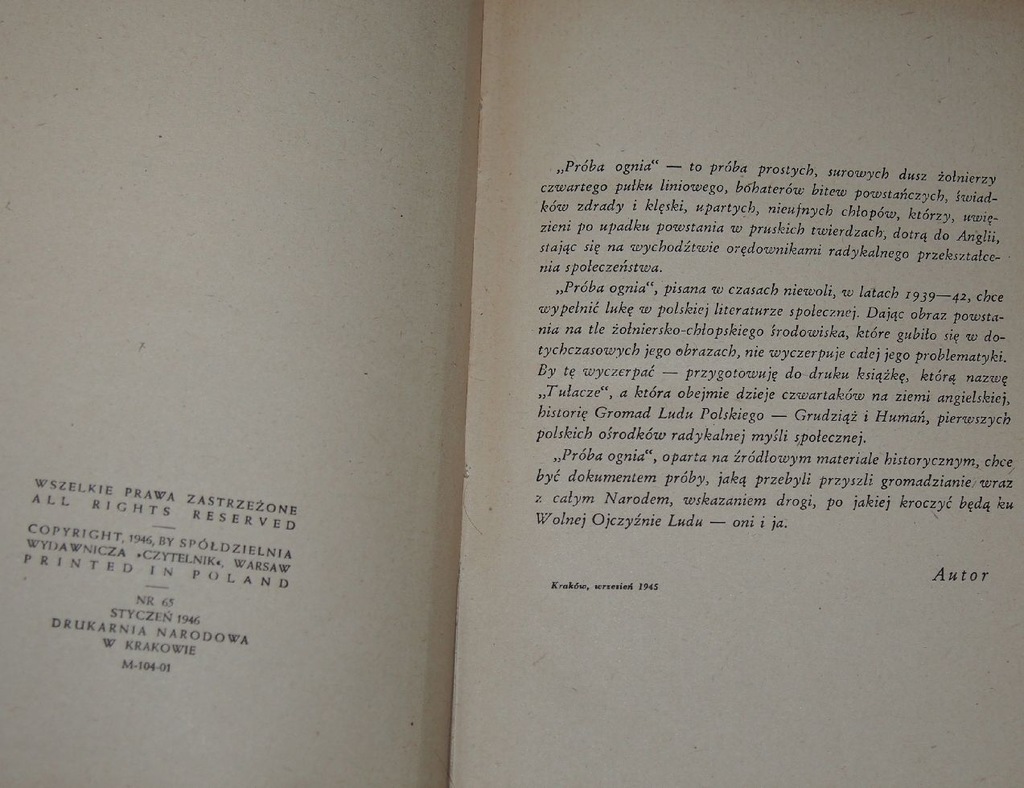 WSZELKIE PRAWA ZASTRZEŻONE
ALL RIGHTS RESERVED
COPYRIGHT, 1946, BY SPÓŁDZIELNIA
WYDAWNICZA »CZYTELNIK«, WARSAW
PRINTED IN POLAND
NR 65
STYCZEŃ 1946
DRUKARNIA NARODOWA
W KRAKOWIE
M-104-01
„Próba ognia“ — to próba prostych, surowych dusz żołnierzy
czwartego pułku liniowego, bohaterów bitew powstańczych, świad-
ków zdrady i klęski, upartych, nieufnych chłopów, którzy, uwię-
zieni po upadku powstania w pruskich twierdzach, dotrą do Anglii,
stając się na wychodźtwie orędownikami radykalnego przekształce-
nia społeczeństwa.
„Próba ognia“, pisana w czasach niewoli, w latach 1939—42, chce
wypełnić lukę w polskiej literaturze społecznej. Dając obraz powsta-
nia na tle żołniersko-chłopskiego środowiska, które gubiło się w do-
tychczasowych jego obrazach, nie wyczerpuje całej jego problematyki.
By tę wyczerpać — przygotowuję do druku książkę, którą nazwę
„Tułacze“, a która obejmie dzieje czwartaków na ziemi angielskiej,
historię Gromad Ludu Polskiego — Grudziąż i Humań, pierwszych
polskich ośrodków radykalnej myśli społecznej.
„Próba ognia“, oparta na źródłowym materiale historycznym, chce
być dokumentem próby, jaką przebyli przyszli gromadzianie wraz
z całym Narodem, wskazaniem drogi, po jakiej kroczyć będą ku
Wolnej Ojczyźnie Ludu — oni i ja.
Autor
Kraków, wrzesień 1945